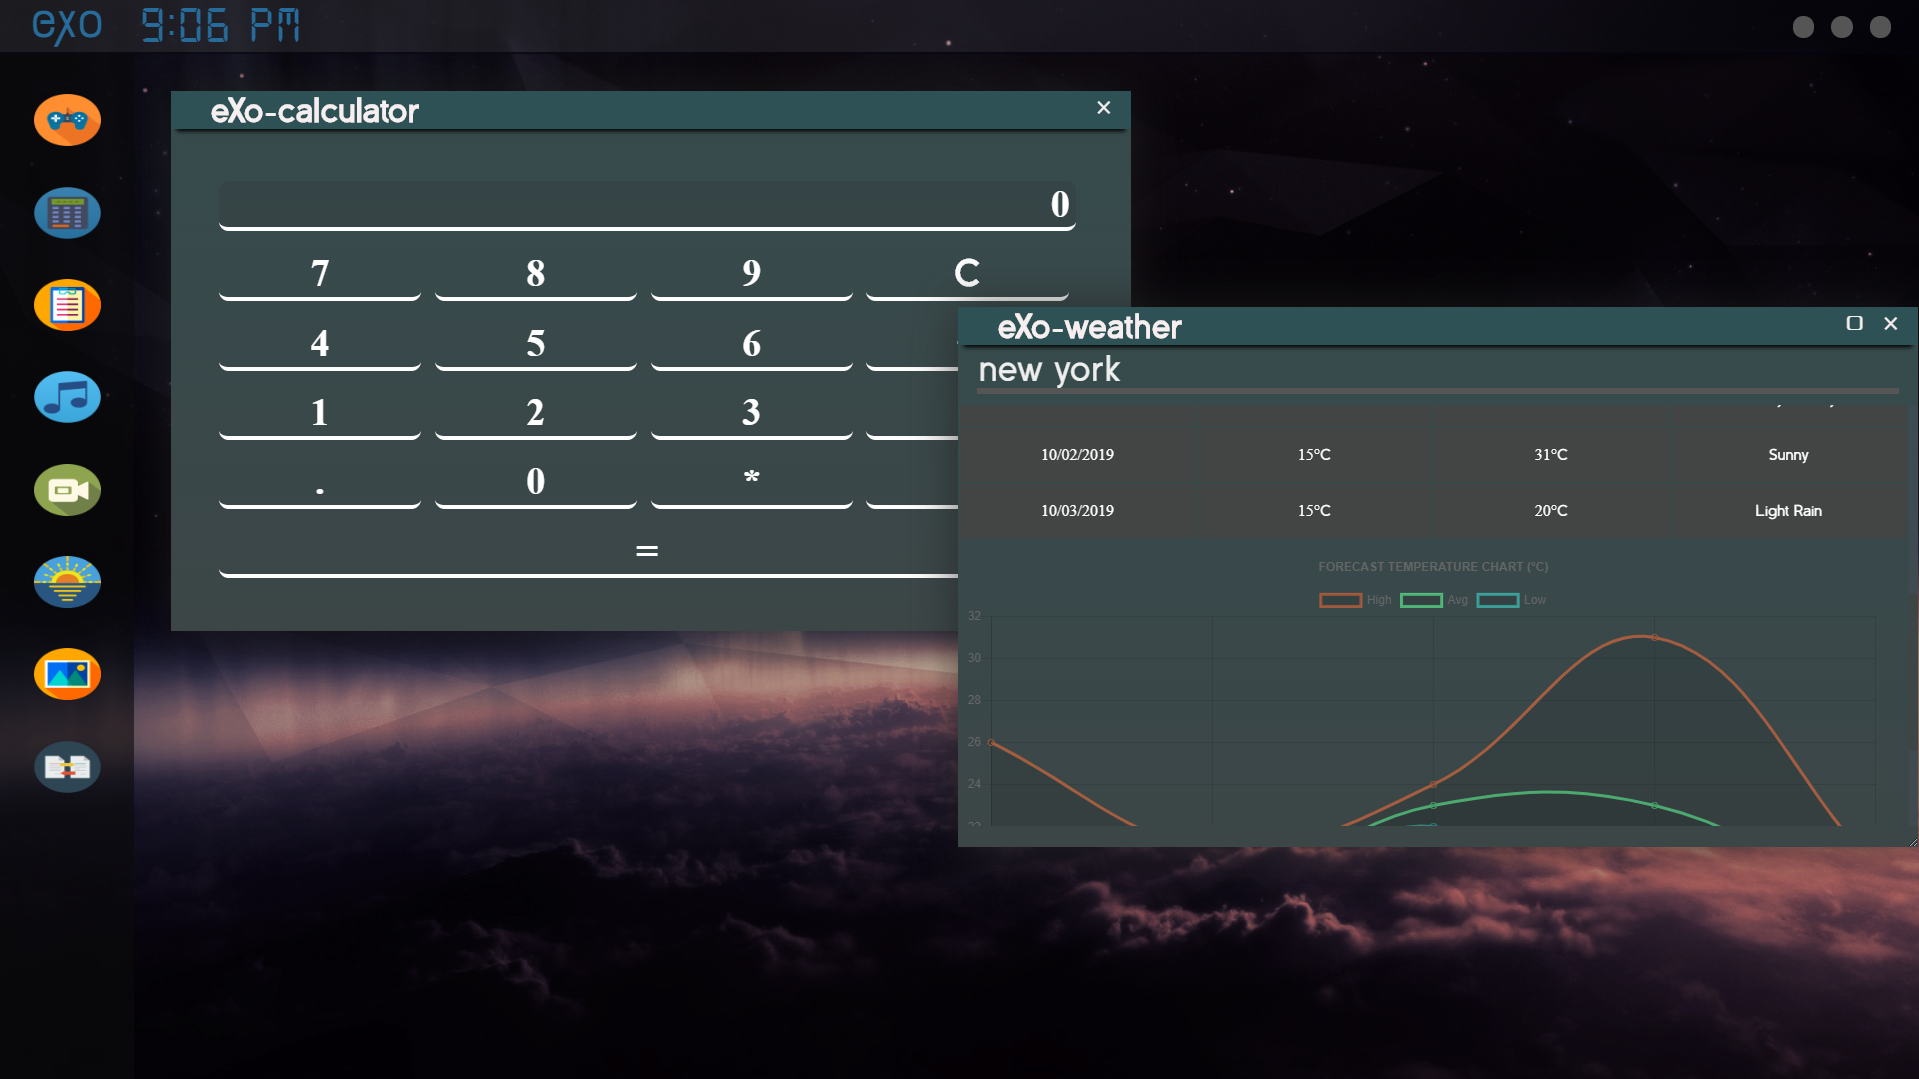 eXo 9:06 PM
eXo-calculator
0
7 8 9 C
4 5 6
1 2 3
. 0 *
=
eXo-weather
new york
10/02/2019 15°C 31°C Sunny
10/03/2019 15°C 20°C Light Rain
FORECAST TEMPERATURE CHART (°C)
High Avg Low
32
30
28
26
24